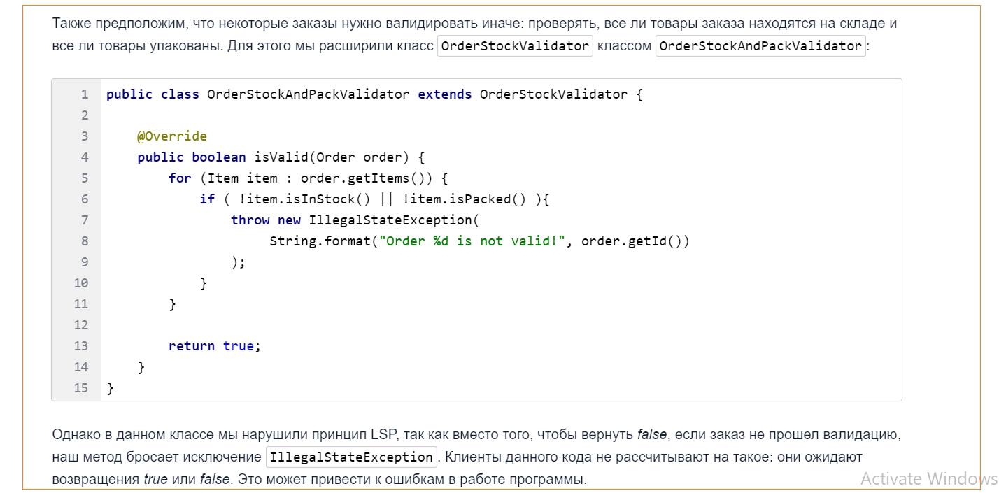 Также предположим, что некоторые заказы нужно валидировать иначе: проверять, все ли товары заказа находятся на складе и
все ли товары упакованы. Для этого мы расширили класс OrderStockValidator классом OrderStockAndPackValidator:
1 public class OrderStockAndPackValidator extends OrderStockValidator {
2
3     @Override
4     public boolean isValid(Order order) {
5         for (Item item : order.getItems()) {
6             if ( !item.isInStock() || !item.isPacked() ){
7                 throw new IllegalStateException(
8                      String.format("Order %d is not valid!", order.getId())
9                 );
10             }
11         }
12
13         return true;
14     }
15 }
Однако в данном классе мы нарушили принцип LSP, так как вместо того, чтобы вернуть false, если заказ не прошел валидацию,
наш метод бросает исключение IllegalStateException. Клиенты данного кода не рассчитывают на такое: они ожидают
возвращения true или false. Это может привести к ошибкам в работе программы.
Activate Windows